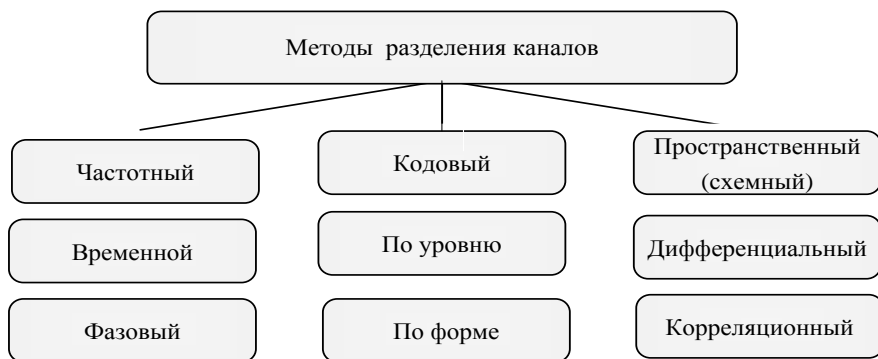 Методы разделения каналов
Частотный
Кодовый
Пространственный
(схемный)
Временной
По уровню
Дифференциальный
Фазовый
По форме
Корреляционный